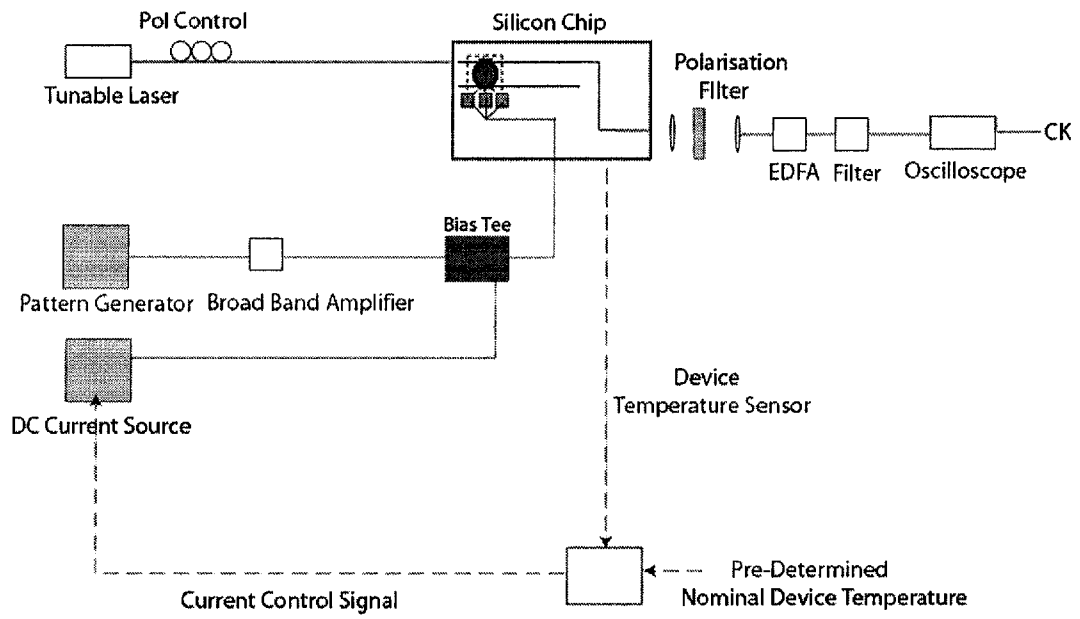 Pol Control
Silicon Chip
Tunable Laser
Polarisation
Filter
EDFA
Filter
Oscilloscope
CK
Bias Tee
Pattern Generator
Broad Band Amplifier
DC Current Source
Device
Temperature Sensor
Current Control Signal
Pre-Determined
Nominal Device Temperature